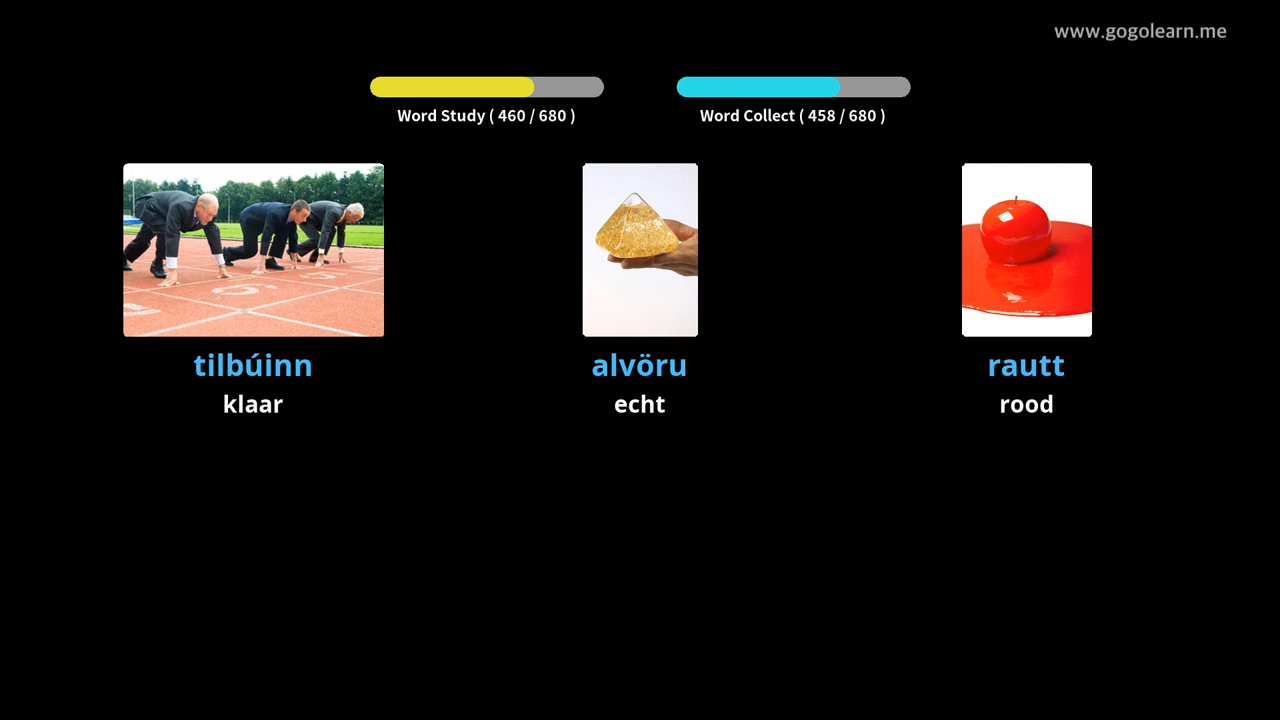 www.gogolearn.me
Word Study ( 460 / 680 )
Word Collect ( 458 / 680 )
tilbúinn
alvöru
rautt
klaar
echt
rood